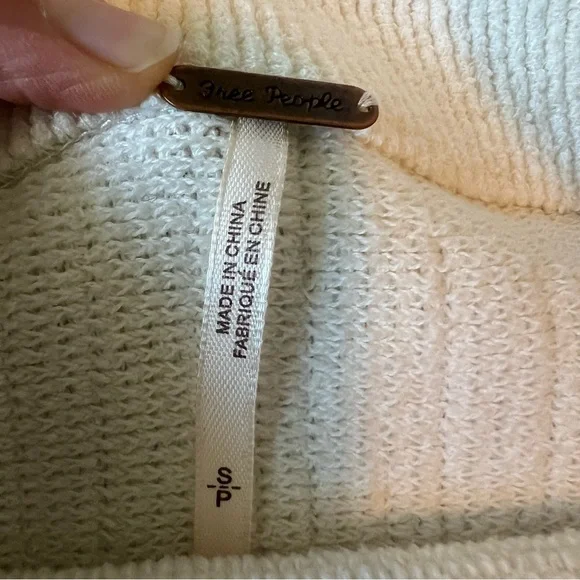 Free People
MADE IN CHINA
FABRIQUÉ EN CHINE
S/P